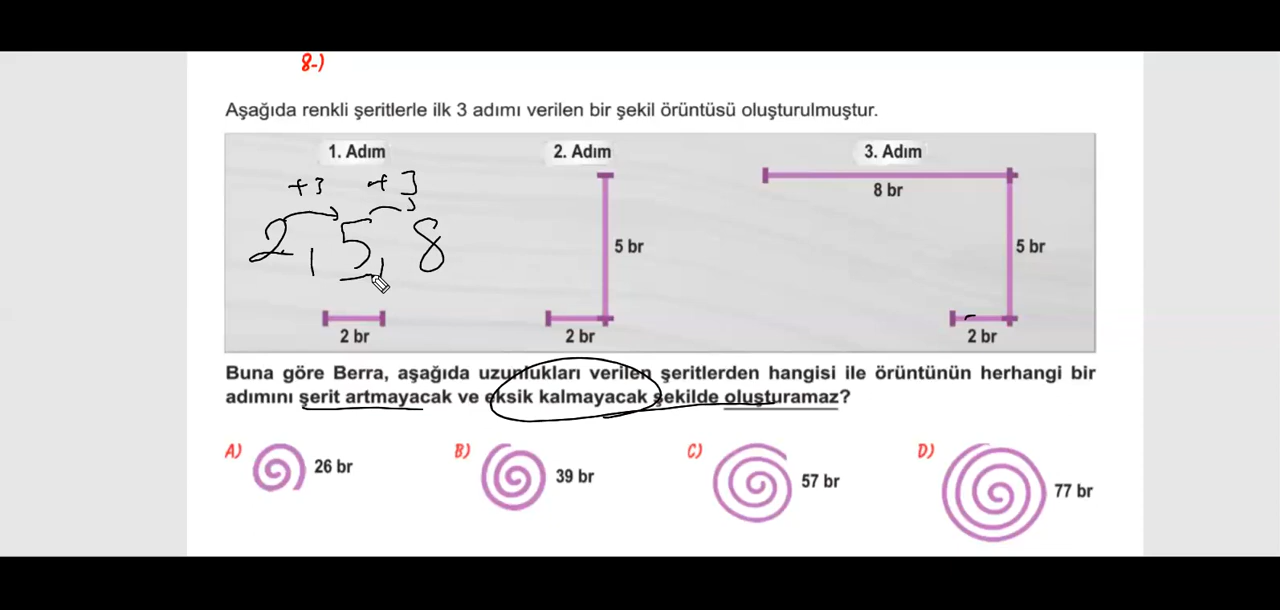 8-)
Aşağıda renkli şeritlerle ilk 3 adımı verilen bir şekil örüntüsü oluşturulmuştur.
1. Adım 2. Adım 3. Adım
+3 +3
8 br
2, 5, 8
5 br 5 br
2 br 2 br 2 br
Buna göre Berra, aşağıda uzunlukları verilen şeritlerden hangisi ile örüntünün herhangi bir
adımını şerit artmayacak ve eksik kalmayacak şekilde oluşturamaz?
A) 26 br B) 39 br C) 57 br D) 77 br